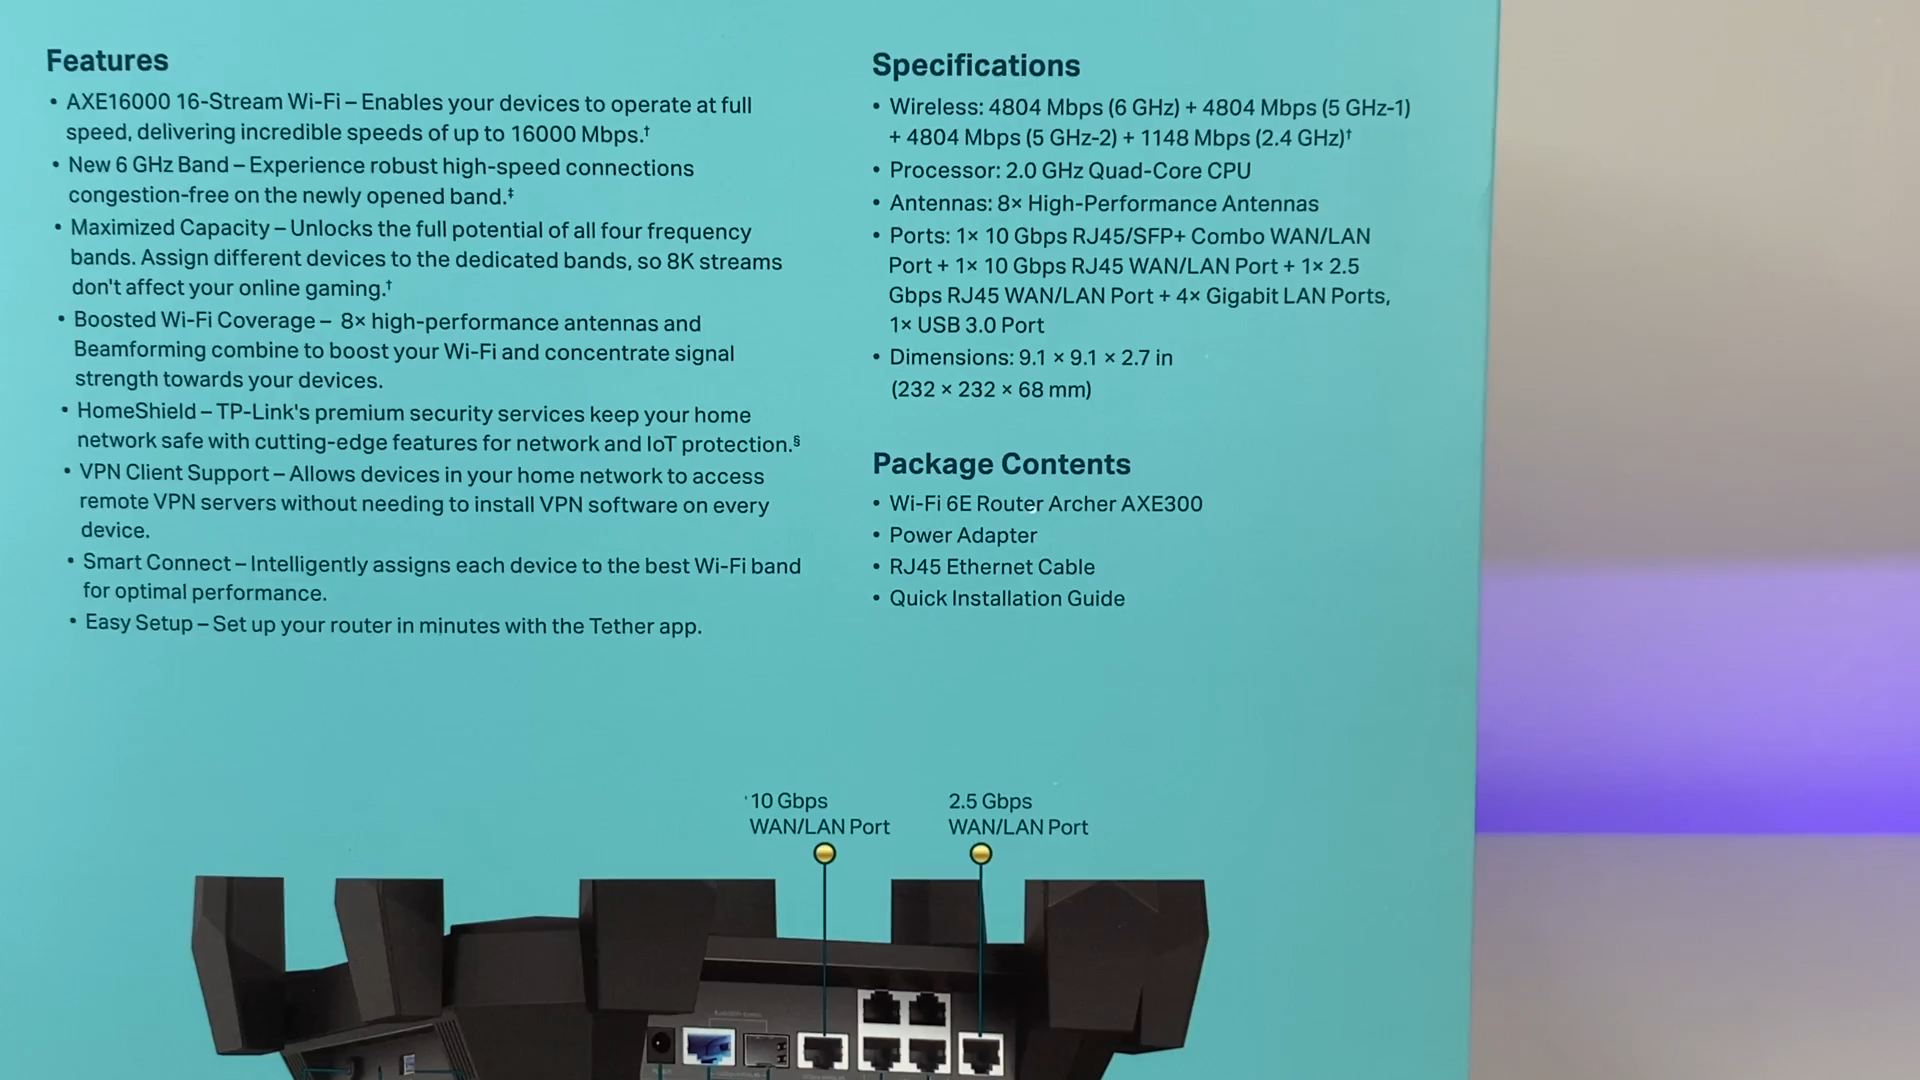 Features
• AXE16000 16-Stream Wi-Fi – Enables your devices to operate at full
speed, delivering incredible speeds of up to 16000 Mbps.†
• New 6 GHz Band – Experience robust high-speed connections
congestion-free on the newly opened band.‡
• Maximized Capacity – Unlocks the full potential of all four frequency
bands. Assign different devices to the dedicated bands, so 8K streams
don't affect your online gaming.†
• Boosted Wi-Fi Coverage – 8× high-performance antennas and
Beamforming combine to boost your Wi-Fi and concentrate signal
strength towards your devices.
• HomeShield – TP-Link's premium security services keep your home
network safe with cutting-edge features for network and IoT protection.§
• VPN Client Support – Allows devices in your home network to access
remote VPN servers without needing to install VPN software on every
device.
• Smart Connect – Intelligently assigns each device to the best Wi-Fi band
for optimal performance.
• Easy Setup – Set up your router in minutes with the Tether app.
Specifications
• Wireless: 4804 Mbps (6 GHz) + 4804 Mbps (5 GHz-1)
+ 4804 Mbps (5 GHz-2) + 1148 Mbps (2.4 GHz)†
• Processor: 2.0 GHz Quad-Core CPU
• Antennas: 8× High-Performance Antennas
• Ports: 1× 10 Gbps RJ45/SFP+ Combo WAN/LAN
Port + 1× 10 Gbps RJ45 WAN/LAN Port + 1× 2.5
Gbps RJ45 WAN/LAN Port + 4× Gigabit LAN Ports,
1× USB 3.0 Port
• Dimensions: 9.1 × 9.1 × 2.7 in
(232 × 232 × 68 mm)
Package Contents
• Wi-Fi 6E Router Archer AXE300
• Power Adapter
• RJ45 Ethernet Cable
• Quick Installation Guide
10 Gbps
WAN/LAN Port
2.5 Gbps
WAN/LAN Port